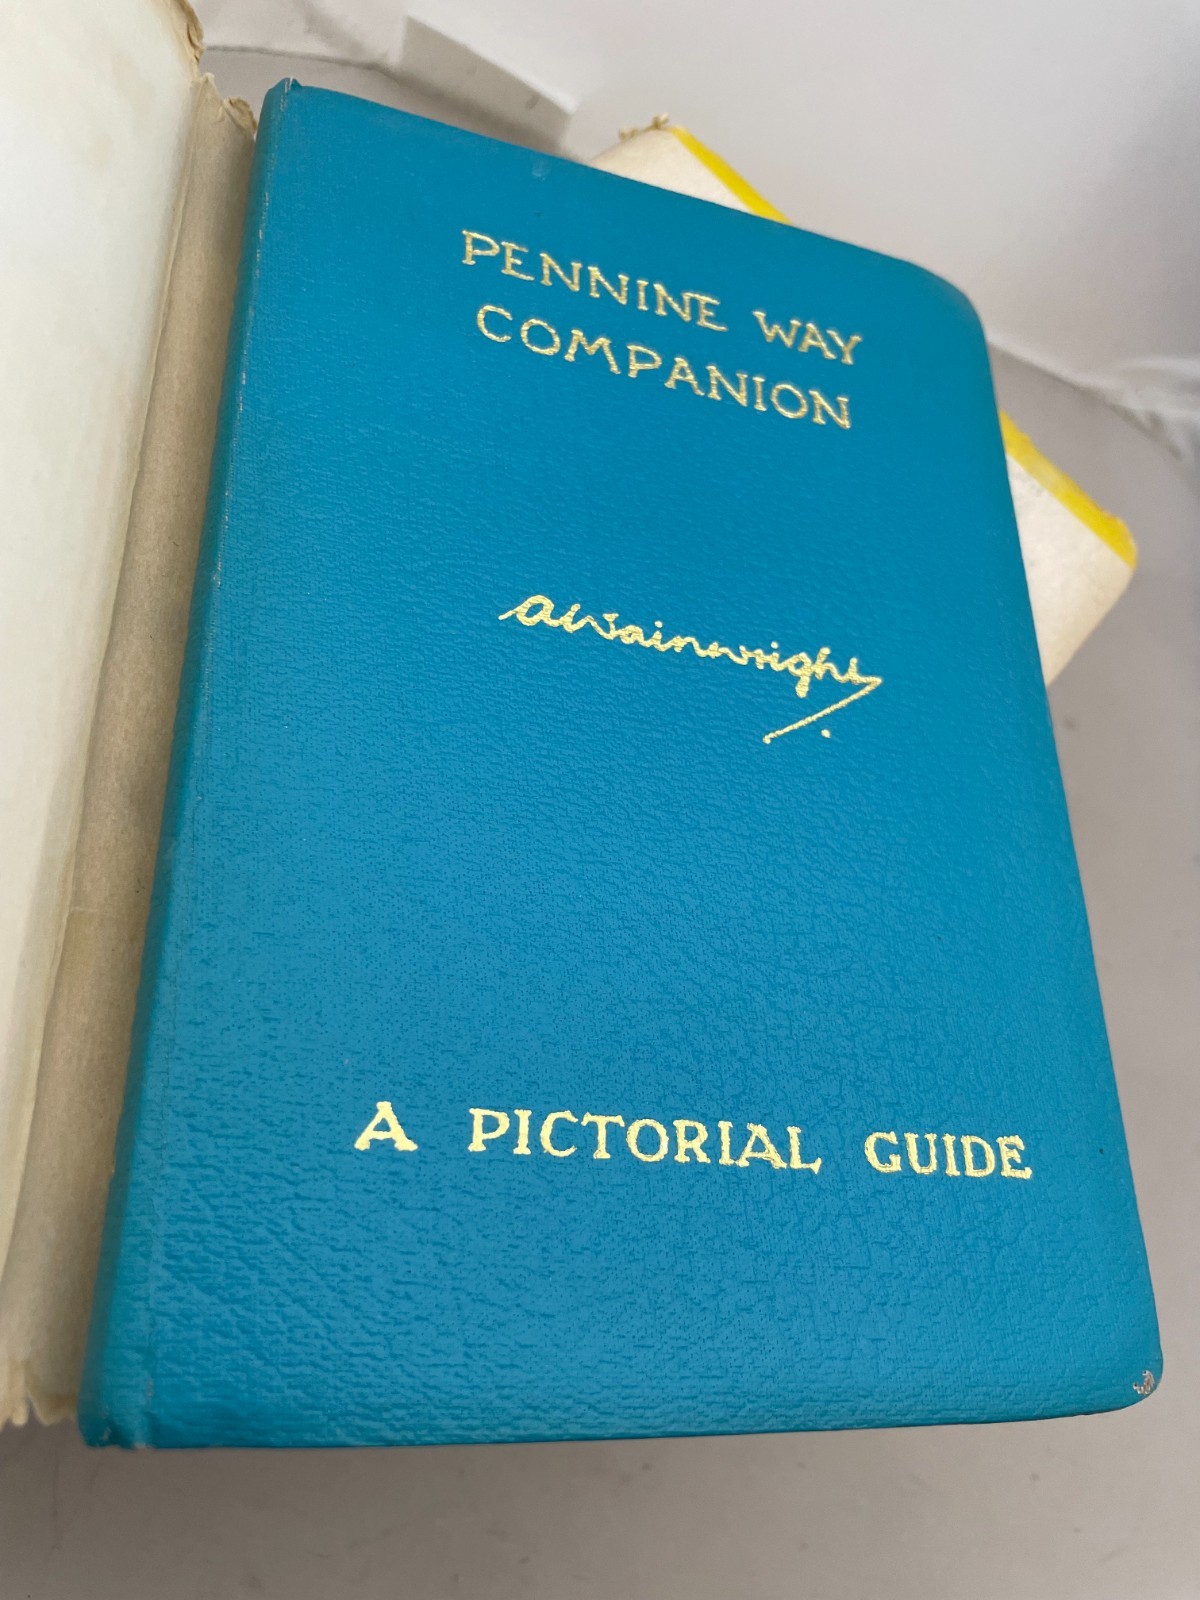 PENNINE WAY
COMPANION
AWainwright
A PICTORIAL GUIDE